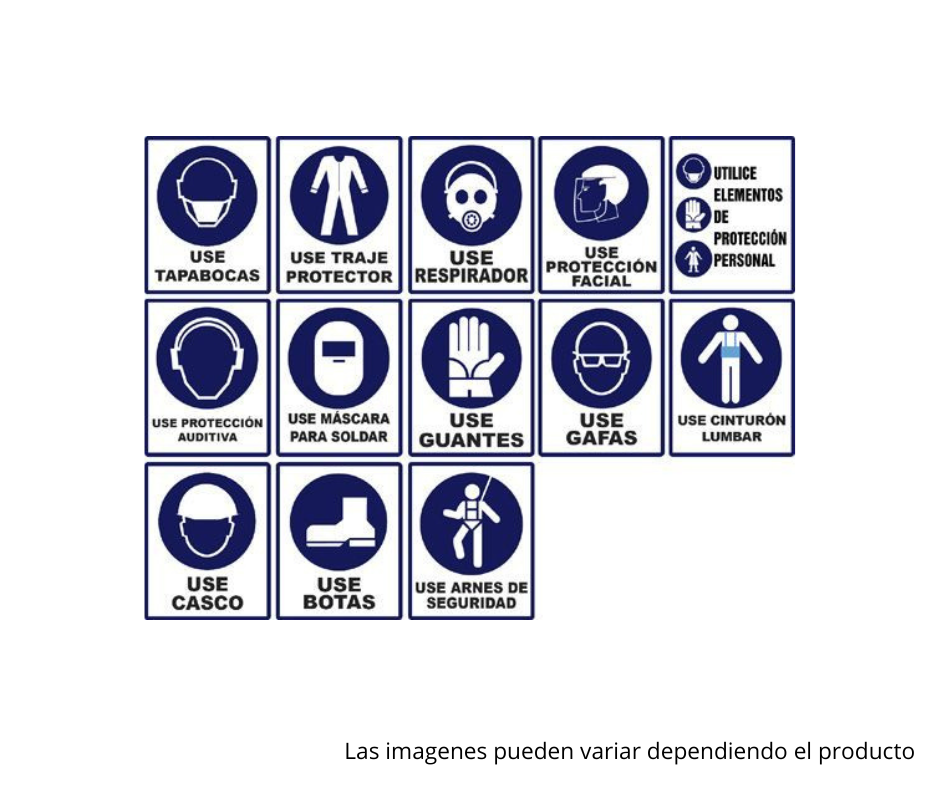 USE
TAPABOCAS
USE TRAJE
PROTECTOR
USE
RESPIRADOR
USE
PROTECCIÓN
FACIAL
UTILICE
ELEMENTOS
DE
PROTECCIÓN
PERSONAL
USE PROTECCIÓN
AUDITIVA
USE MÁSCARA
PARA SOLDAR
USE
GUANTES
USE
GAFAS
USE CINTURÓN
LUMBAR
USE
CASCO
USE
BOTAS
USE ARNES DE
SEGURIDAD
Las imagenes pueden variar dependiendo el producto